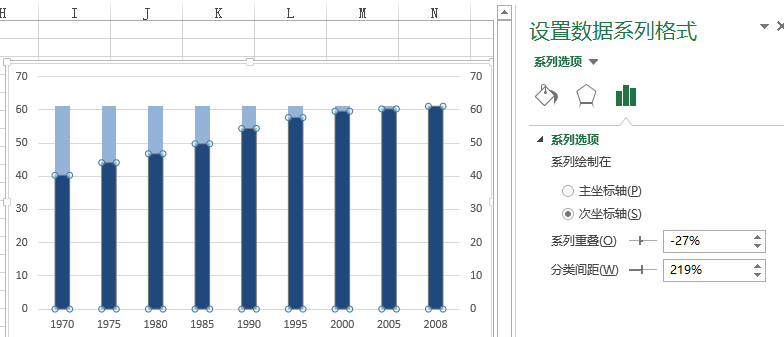 H I J K L M N
设置数据系列格式
系列选项
系列选项
系列绘制在
主坐标轴(P)
次坐标轴(S)
系列重叠(O) -27%
分类间距(W) 219%
70 70
60 60
50 50
40 40
30 30
20 20
10 10
0 0
1970 1975 1980 1985 1990 1995 2000 2005 2008